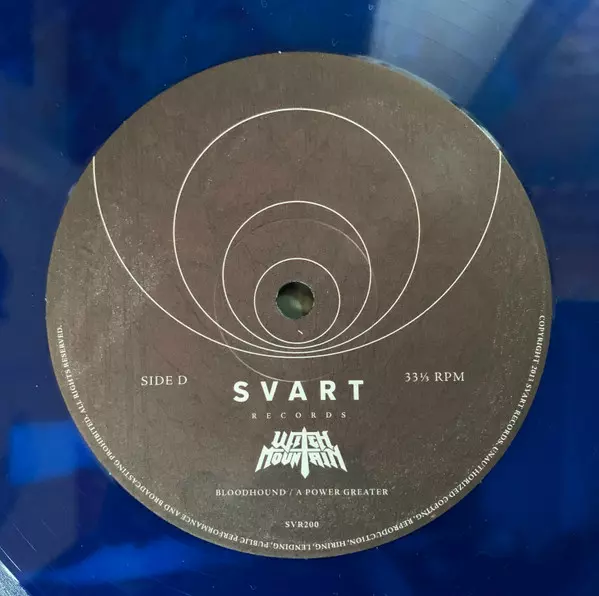 SIDE D
33⅓ RPM
SVART
RECORDS
WITCH
MOUNTAIN
BLOODHOUND / A POWER GREATER
SVR200
COPYRIGHT 2013 SVART RECORDS. UNAUTHORIZED COPYING, REPRODUCTION, HIRING, LENDING, PUBLIC PERFORMANCE AND BROADCASTING PROHIBITED. ALL RIGHTS RESERVED.